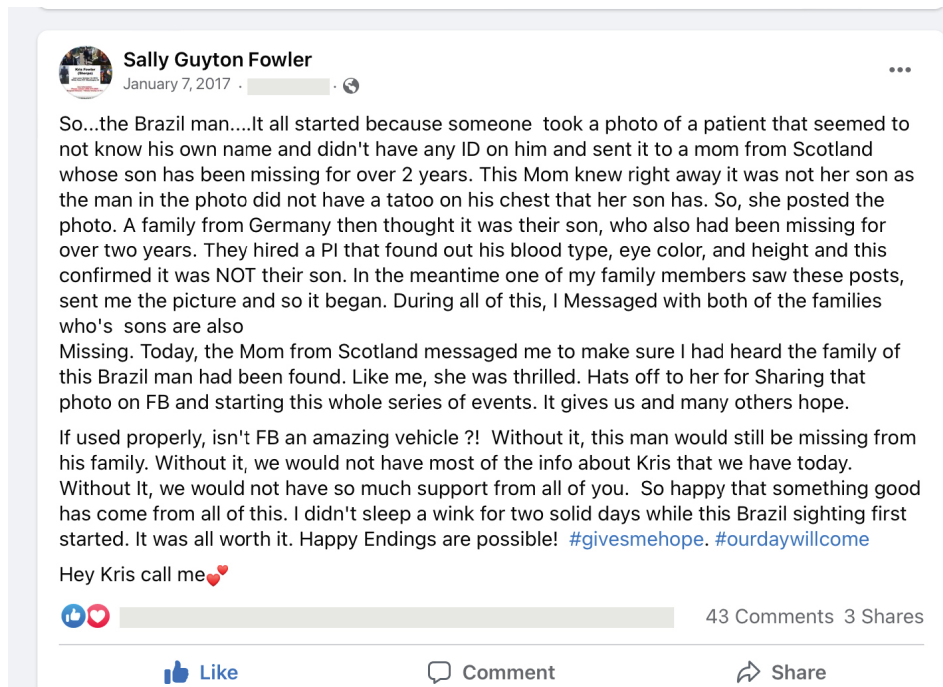 Sally Guyton Fowler
January 7, 2017 · ·
So...the Brazil man....It all started because someone  took a photo of a patient that seemed to
not know his own name and didn't have any ID on him and sent it to a mom from Scotland
whose son has been missing for over 2 years. This Mom knew right away it was not her son as
the man in the photo did not have a tatoo on his chest that her son has. So, she posted the
photo. A family from Germany then thought it was their son, who also had been missing for
over two years. They hired a PI that found out his blood type, eye color, and height and this
confirmed it was NOT their son. In the meantime one of my family members saw these posts,
sent me the picture and so it began. During all of this, I Messaged with both of the families
who's  sons are also
Missing. Today, the Mom from Scotland messaged me to make sure I had heard the family of
this Brazil man had been found. Like me, she was thrilled. Hats off to her for Sharing that
photo on FB and starting this whole series of events. It gives us and many others hope.
If used properly, isn't FB an amazing vehicle ?!  Without it, this man would still be missing from
his family. Without it, we would not have most of the info about Kris that we have today.
Without It, we would not have so much support from all of you.  So happy that something good
has come from all of this. I didn't sleep a wink for two solid days while this Brazil sighting first
started. It was all worth it. Happy Endings are possible!  #givesmehope. #ourdaywillcome
Hey Kris call me💕
43 Comments 3 Shares
Like Comment Share